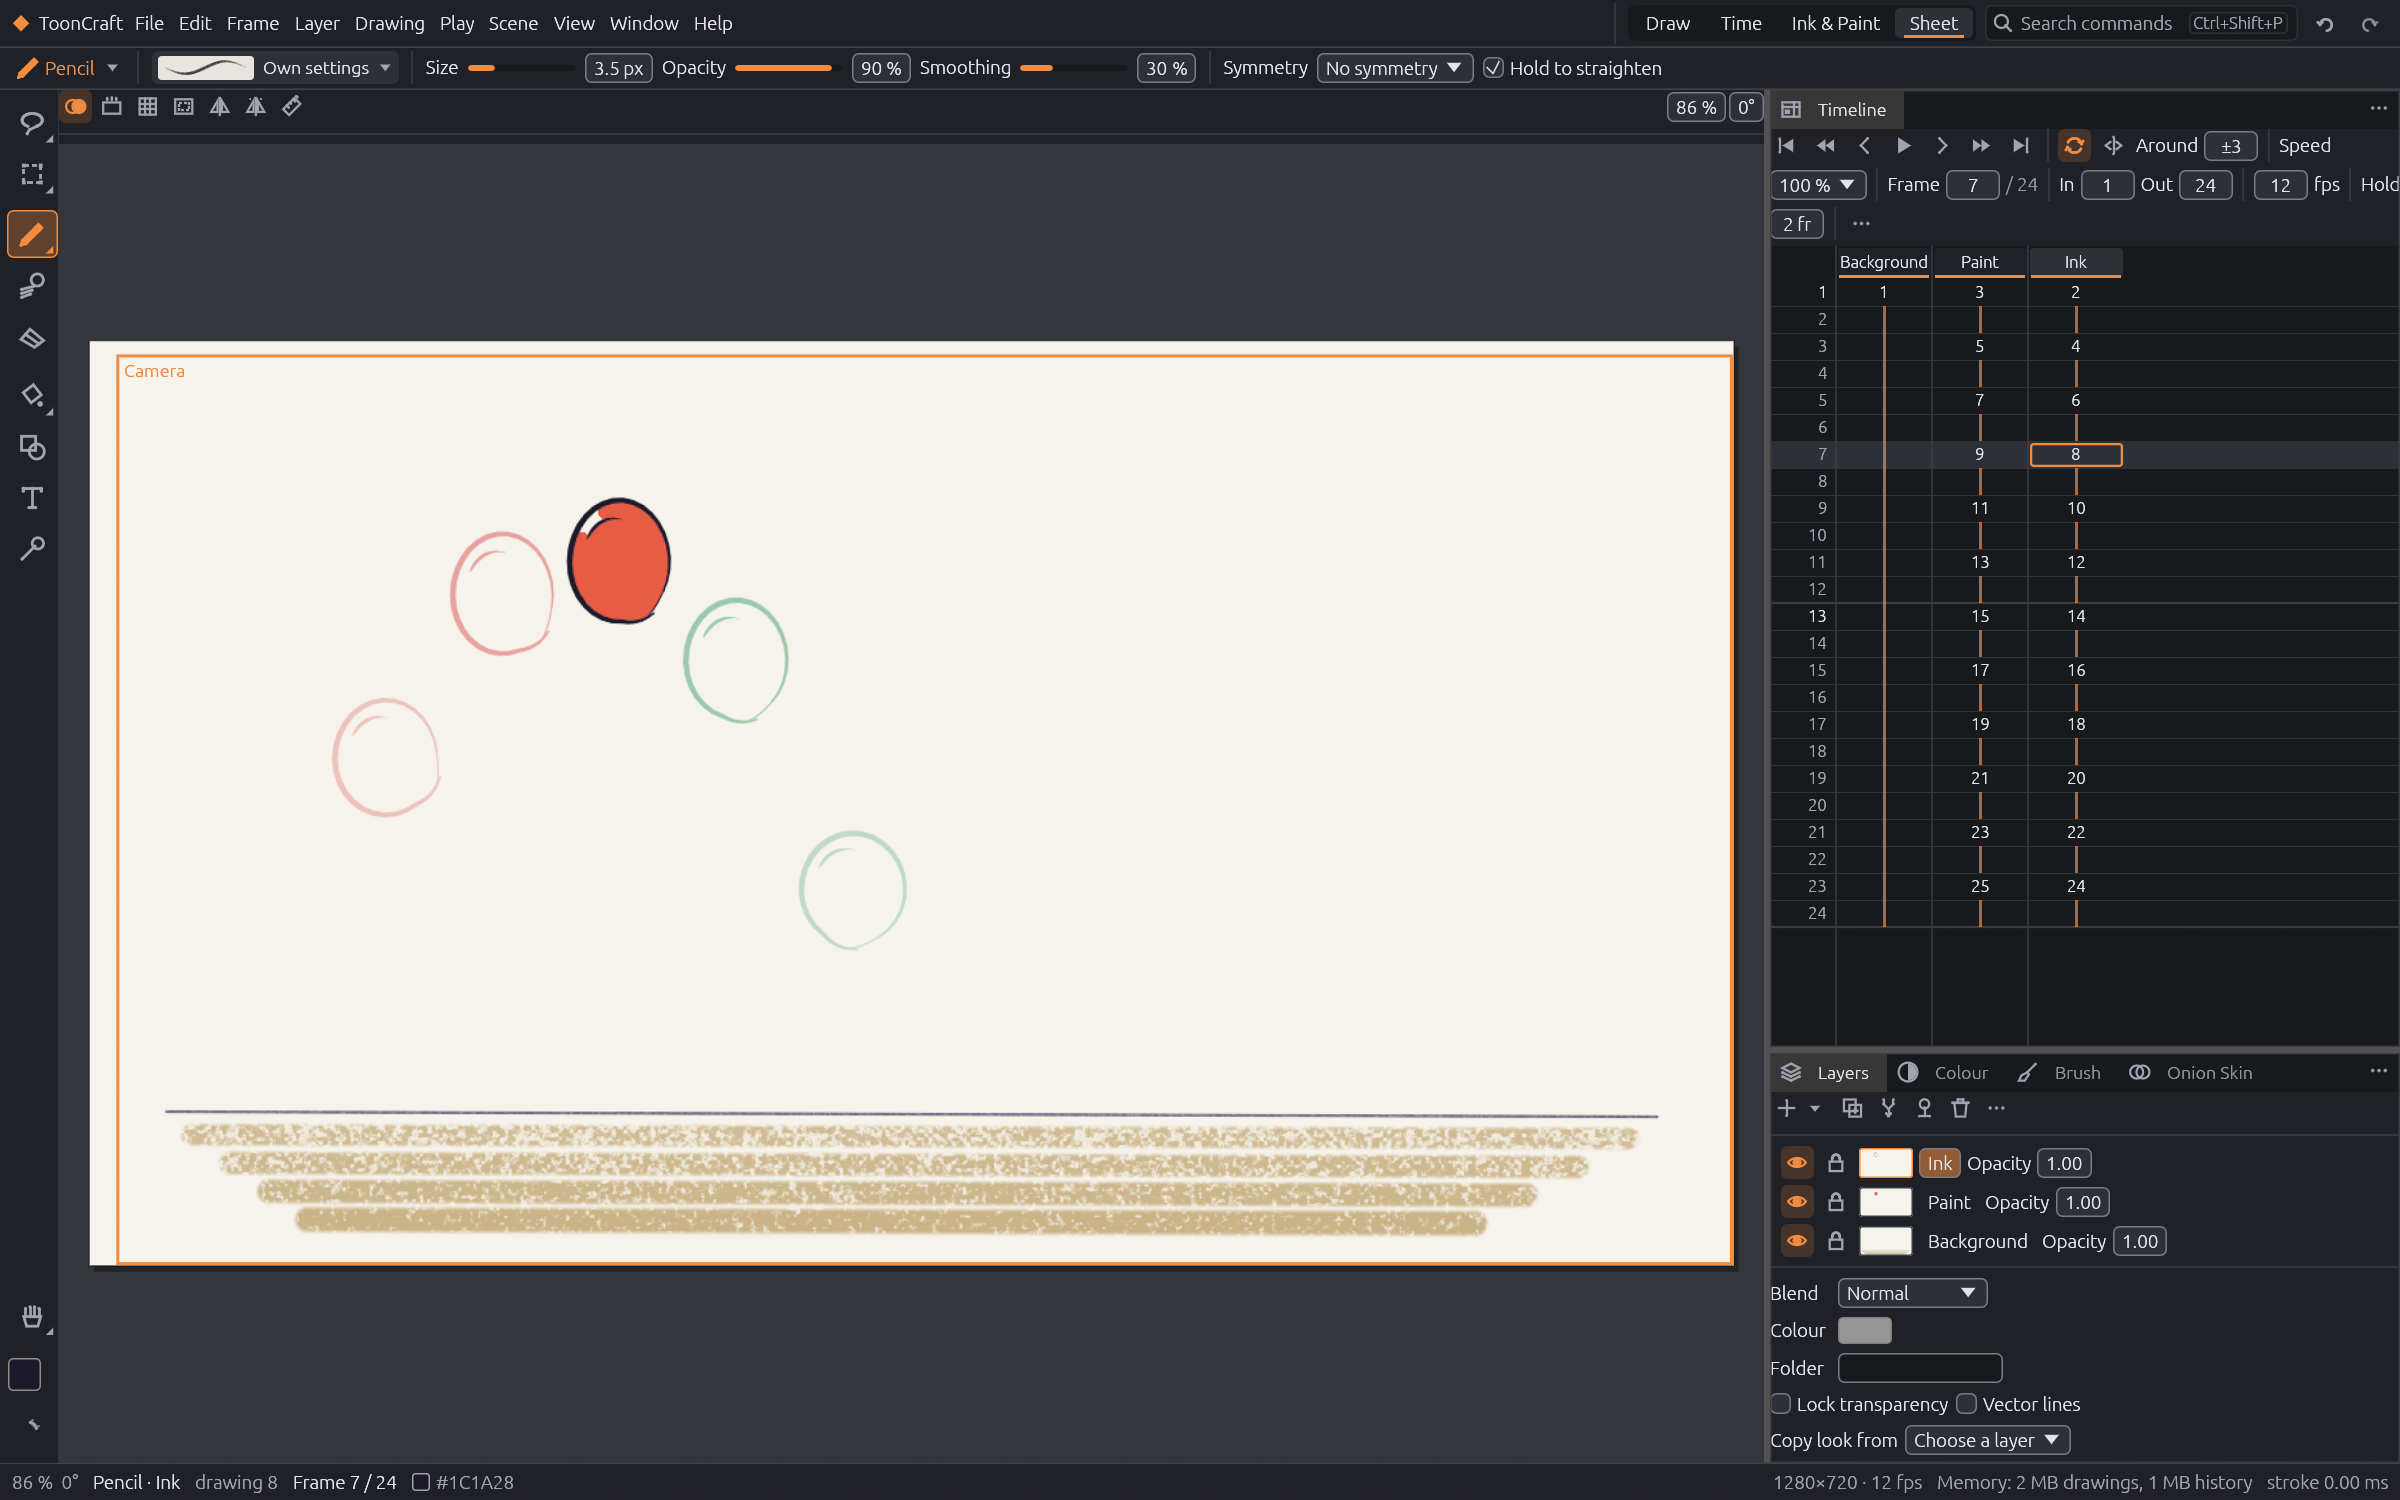 ToonCraft File Edit Frame Layer Drawing Play Scene View Window Help Draw Time Ink & Paint Sheet Search commands Ctrl+Shift+P
Pencil Own settings Size 3.5 px Opacity 90 % Smoothing 30 % Symmetry No symmetry Hold to straighten
86 % 0°
Camera
Timeline
Around ±3 Speed
100 % Frame 7 / 24 In 1 Out 24 12 fps Hold
2 fr
Background Paint Ink
1 1 3 2
2
3 5 4
4
5 7 6
6
7 9 8
8
9 11 10
10
11 13 12
12
13 15 14
14
15 17 16
16
17 19 18
18
19 21 20
20
21 23 22
22
23 25 24
24
Layers Colour Brush Onion Skin
Ink Opacity 1.00
Paint Opacity 1.00
Background Opacity 1.00
Blend Normal
Colour
Folder
Lock transparency Vector lines
Copy look from Choose a layer
86 % 0° Pencil · Ink drawing 8 Frame 7 / 24 #1C1A28 1280×720 · 12 fps Memory: 2 MB drawings, 1 MB history stroke 0.00 ms